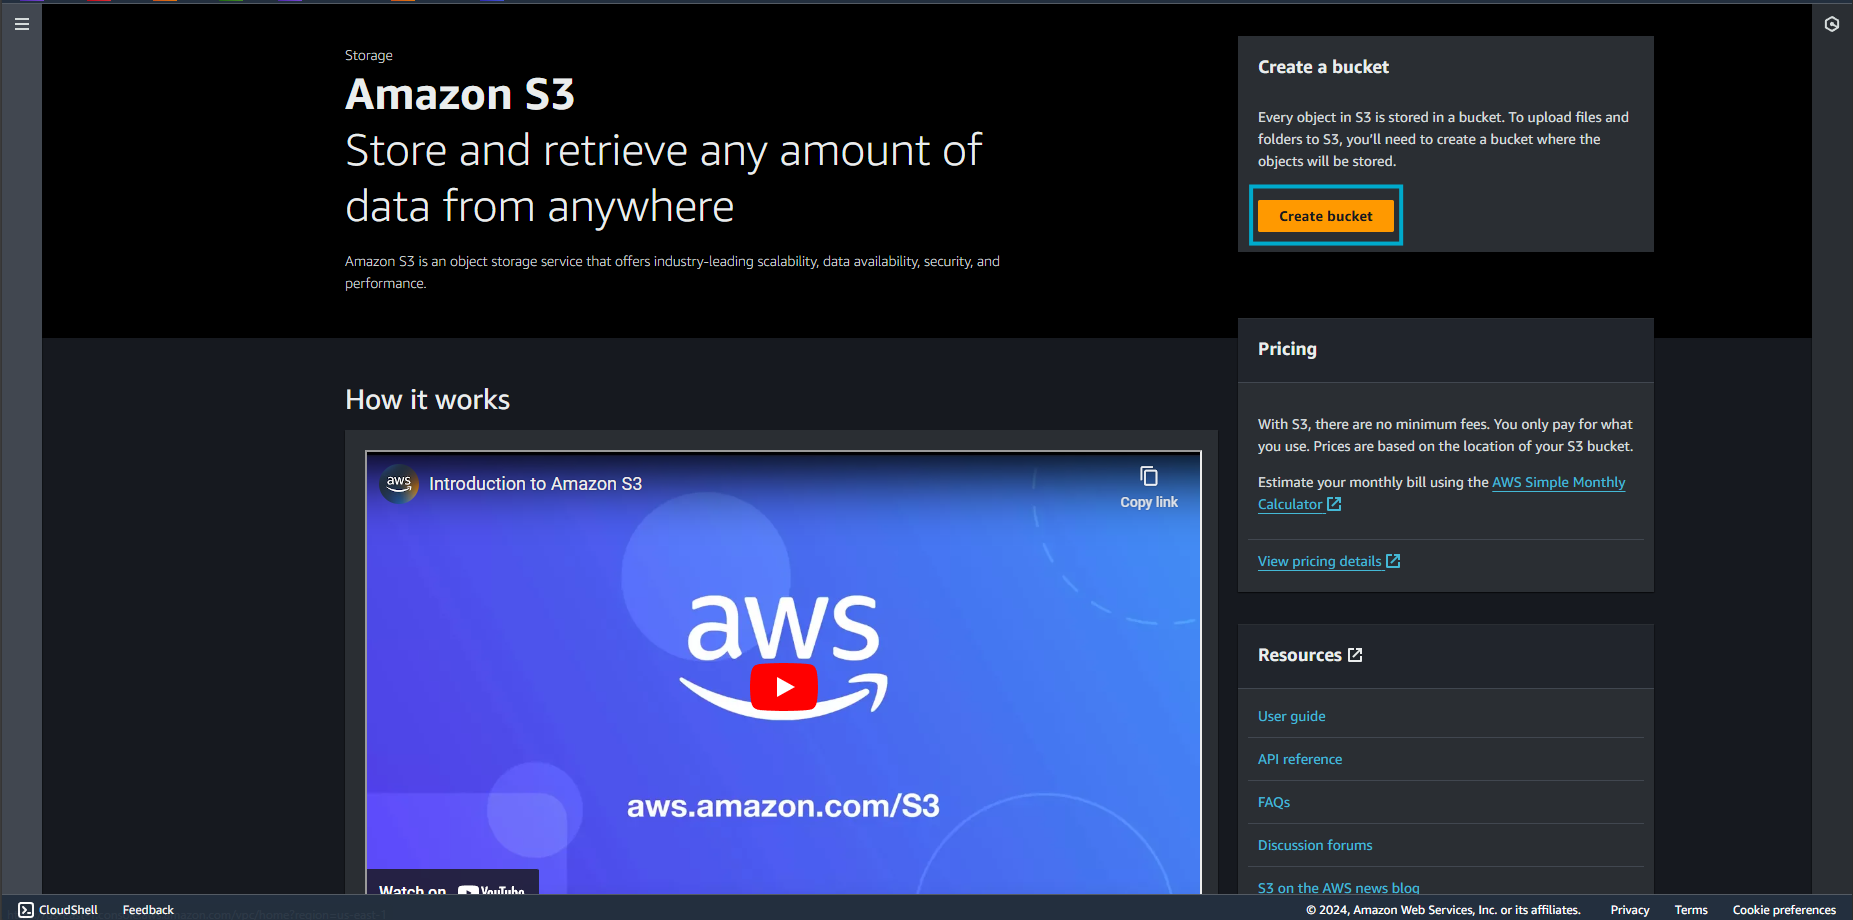 Storage
Amazon S3
Store and retrieve any amount of
data from anywhere
Amazon S3 is an object storage service that offers industry-leading scalability, data availability, security, and
performance.
Create a bucket
Every object in S3 is stored in a bucket. To upload files and
folders to S3, you’ll need to create a bucket where the
objects will be stored.
Create bucket
Pricing
With S3, there are no minimum fees. You only pay for what
you use. Prices are based on the location of your S3 bucket.
Estimate your monthly bill using the AWS Simple Monthly
Calculator
View pricing details
How it works
aws
Introduction to Amazon S3
Copy link
aws
aws.amazon.com/S3
Watch on YouTube
Resources
User guide
API reference
FAQs
Discussion forums
S3 on the AWS news blog
CloudShell
Feedback
© 2024, Amazon Web Services, Inc. or its affiliates.
Privacy
Terms
Cookie preferences